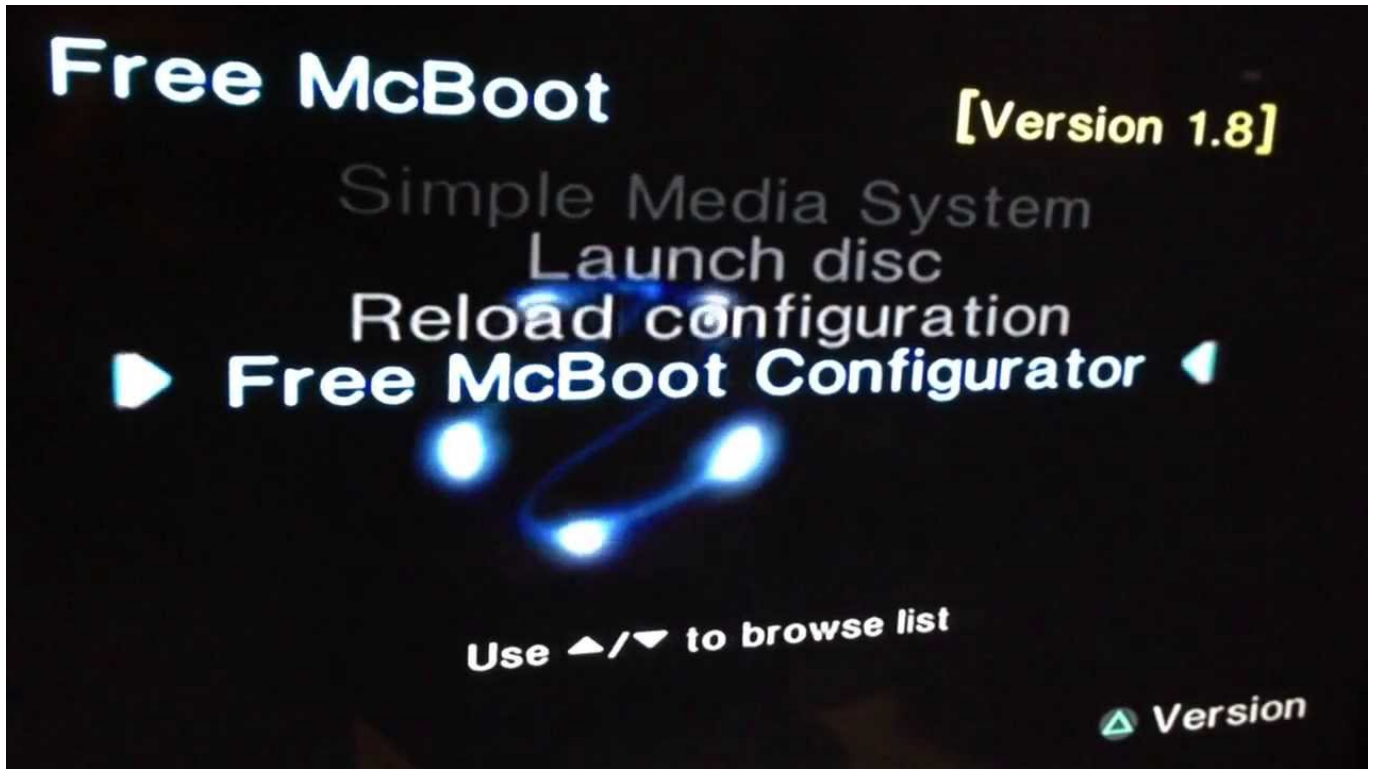 Free McBoot
[Version 1.8]
Simple Media System
Launch disc
Reload configuration
Free McBoot Configurator
Use ▲/▼ to browse list
Version